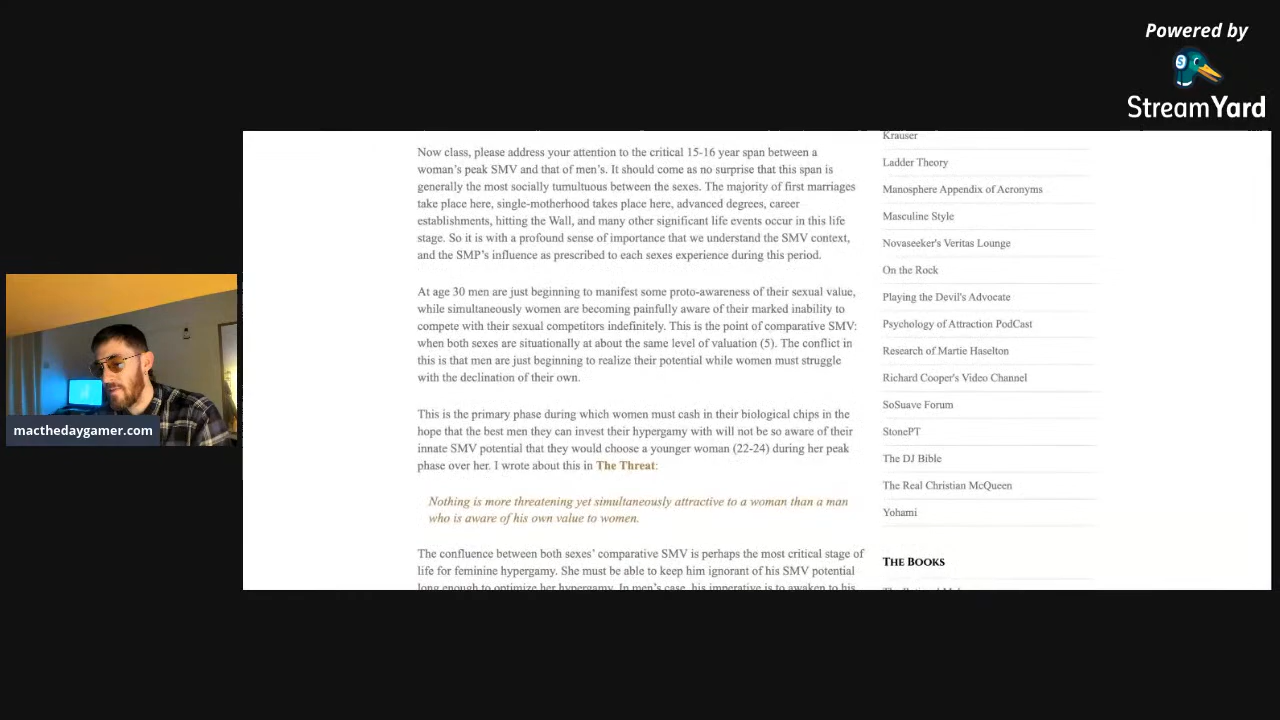 Powered by
StreamYard
Krauser
Now class, please address your attention to the critical 15-16 year span between a
woman's peak SMV and that of men's. It should come as no surprise that this span is
generally the most socially tumultuous between the sexes. The majority of first marriages
take place here, single-motherhood takes place here, advanced degrees, career
establishments, hitting the Wall, and many other significant life events occur in this life
stage. So it is with a profound sense of importance that we understand the SMV context,
and the SMP's influence as prescribed to each sexes experience during this period.
At age 30 men are just beginning to manifest some proto-awareness of their sexual value,
while simultaneously women are becoming painfully aware of their marked inability to
compete with their sexual competitors indefinitely. This is the point of comparative SMV:
when both sexes are situationally at about the same level of valuation (5). The conflict in
this is that men are just beginning to realize their potential while women must struggle
with the declination of their own.
This is the primary phase during which women must cash in their biological chips in the
hope that the best men they can invest their hypergamy with will not be so aware of their
innate SMV potential that they would choose a younger woman (22-24) during her peak
phase over her. I wrote about this in The Threat:
Nothing is more threatening yet simultaneously attractive to a woman than a man
who is aware of his own value to women.
The confluence between both sexes' comparative SMV is perhaps the most critical stage of
life for feminine hypergamy. She must be able to keep him ignorant of his SMV potential
long enough to optimize her hypergamy. In men's case, his imperative is to awaken to his
Ladder Theory
Manosphere Appendix of Acronyms
Masculine Style
Novaseeker's Veritas Lounge
On the Rock
Playing the Devil's Advocate
Psychology of Attraction PodCast
Research of Martie Haselton
Richard Cooper's Video Channel
SoSuave Forum
StonePT
The DJ Bible
The Real Christian McQueen
Yohami
THE BOOKS
macthedaygamer.com